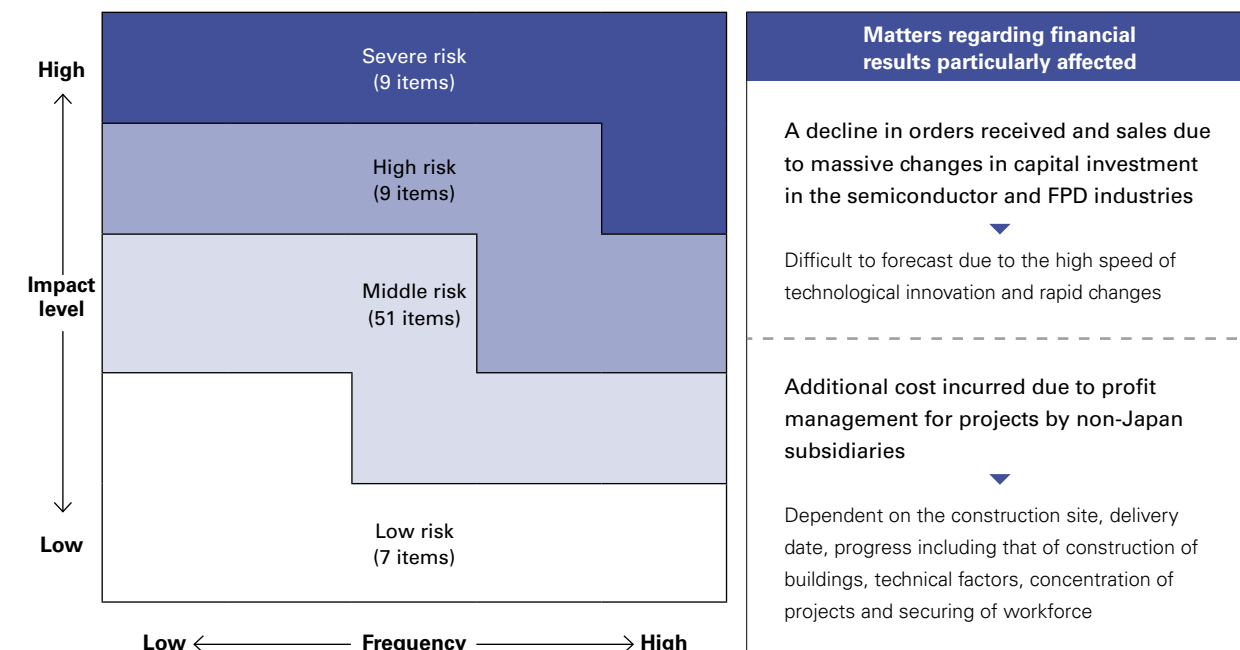 High
Impact
level
Low
Severe risk
(9 items)
High risk
(9 items)
Middle risk
(51 items)
Low risk
(7 items)
Low
Frequency
High
Matters regarding financial
results particularly affected
A decline in orders received and sales due
to massive changes in capital investment
in the semiconductor and FPD industries
Difficult to forecast due to the high speed of
technological innovation and rapid changes
Additional cost incurred due to profit
management for projects by non-Japan
subsidiaries
Dependent on the construction site, delivery
date, progress including that of construction of
buildings, technical factors, concentration of
projects and securing of workforce